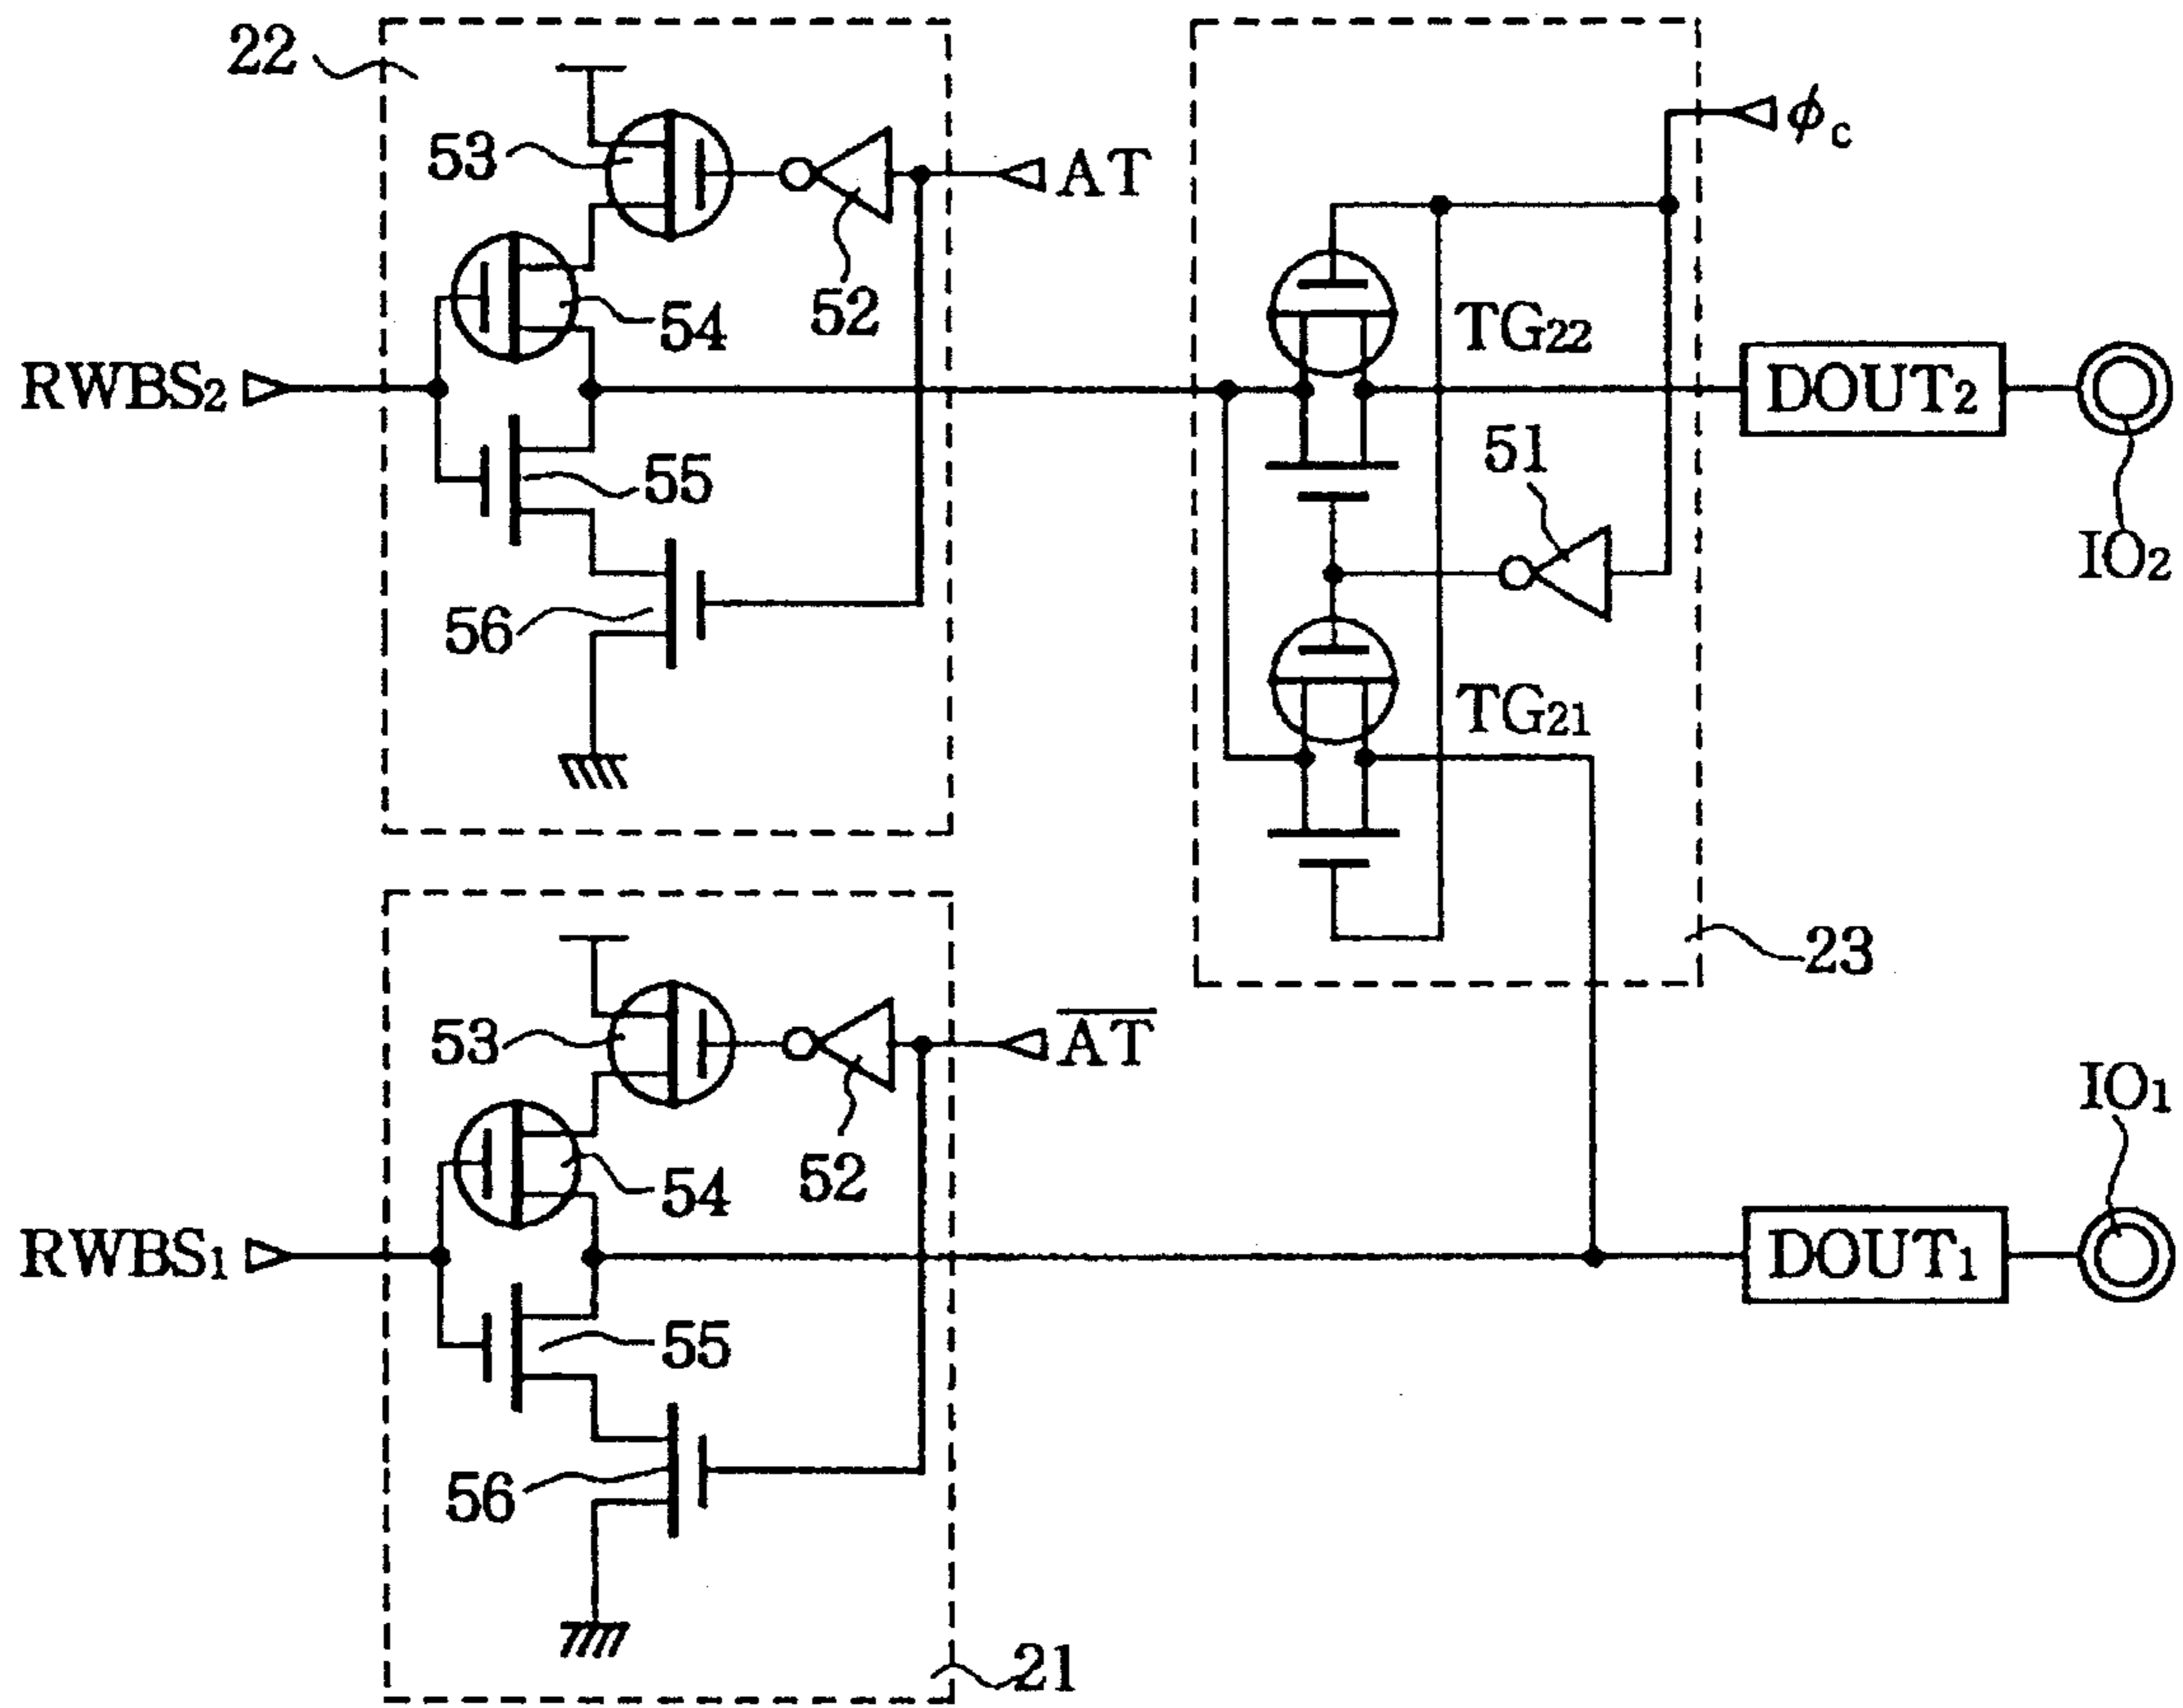 22
53
52
AT
54
RWBS₂
55
56
ϕc
TG₂₂
DOUT₂
51
IO₂
TG₂₁
23
53
52
A̅T̅
54
RWBS₁
55
56
IO₁
DOUT₁
21